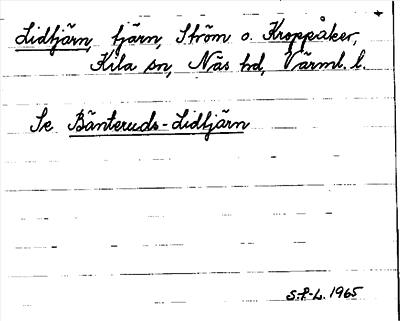 Lidtjärn, tjärn, Ström o. Kroppåker,
Kila sn, Näs hd, Värml. l.
Se Bänteruds-Lidtjärn
S.F-L. 1965